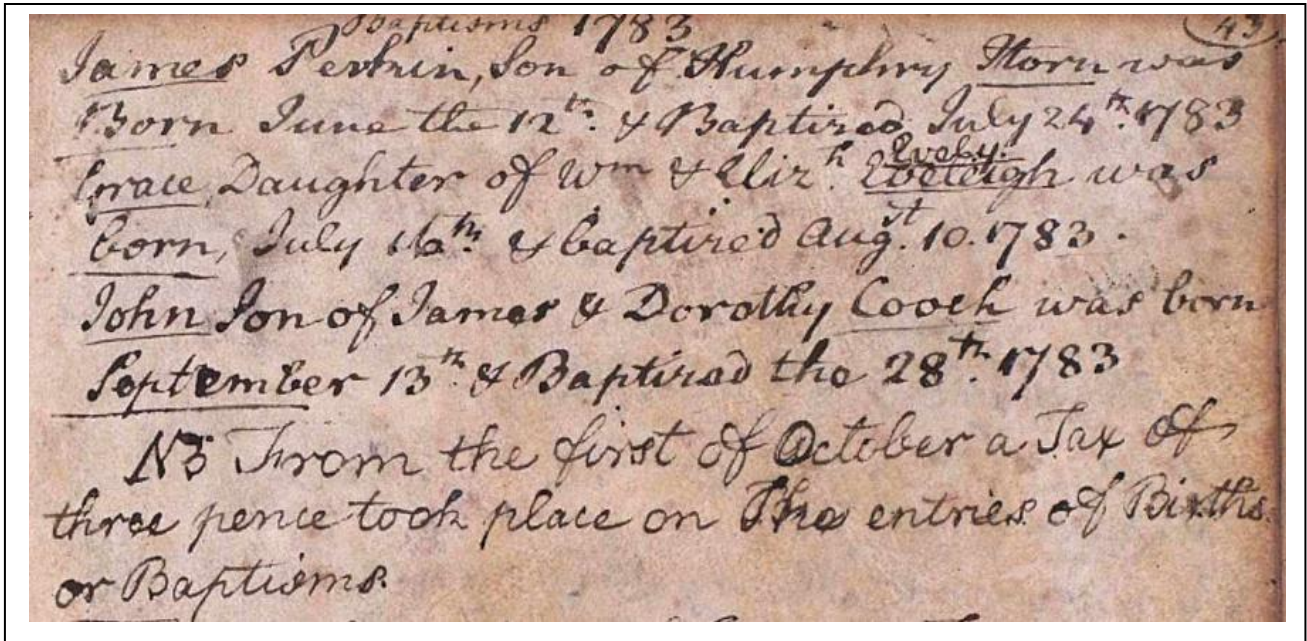 Baptisms 1783 43
James Perkin, Son of Humphry Storn was
Born June the 12th. & Baptized July 24th. 1783
Evely.
Grace, Daughter of Wm & Elizh. Eveleigh was
born, July 16th & baptized Augst. 10. 1783.
John Son of James & Dorothy Cooch was born
September 13th. & Baptized the 28th. 1783
NB From the first of October a Tax of
three pence took place on The entries of Births
or Baptisms.